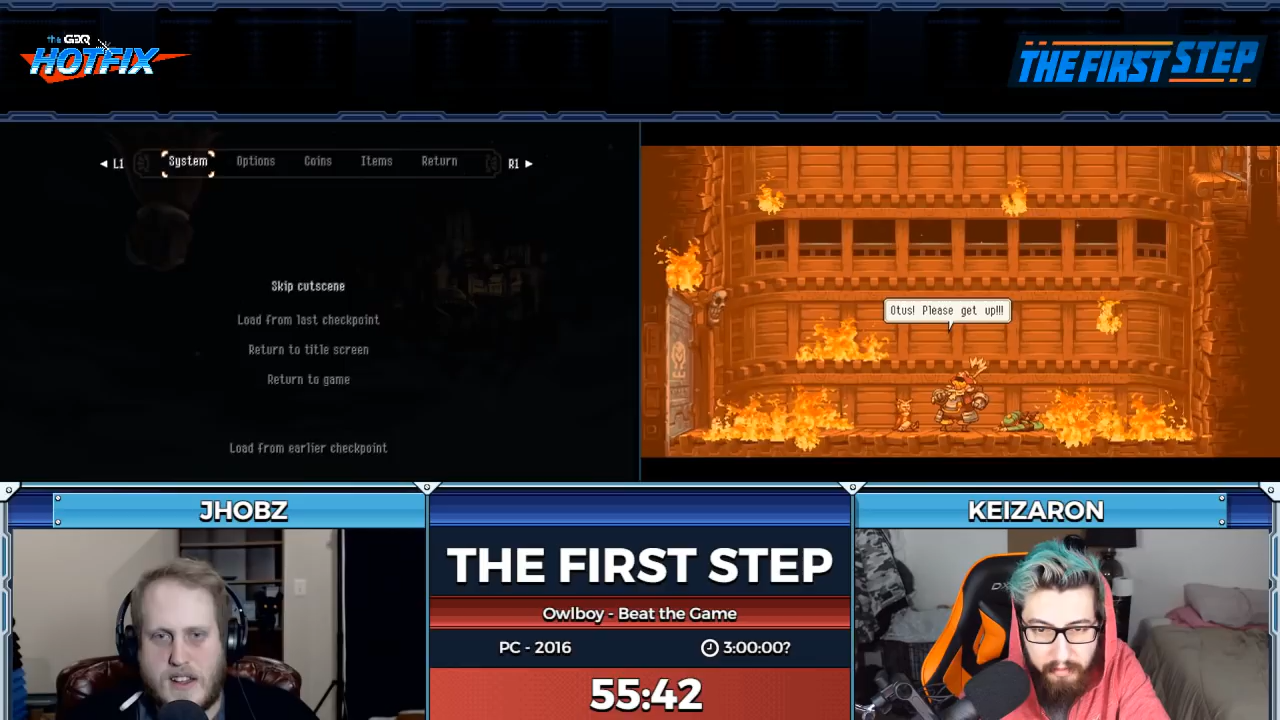 the GDQ
HOTFIX
THE FIRST STEP
◄ L1
System
Options
Coins
Items
Return
R1 ►
Skip cutscene
Load from last checkpoint
Return to title screen
Return to game
Load from earlier checkpoint
Otus! Please get up!!!
JHOBZ
KEIZARON
THE FIRST STEP
Owlboy - Beat the Game
PC - 2016
3:00:00?
55:42